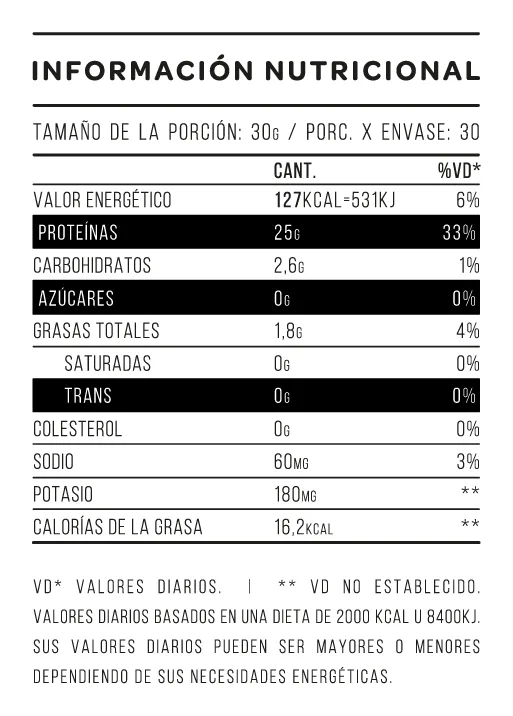 INFORMACIÓN NUTRICIONAL
TAMAÑO DE LA PORCIÓN: 30G / PORC. X ENVASE: 30
CANT. %VD*
VALOR ENERGÉTICO 127KCAL=531KJ 6%
PROTEÍNAS 25G 33%
CARBOHIDRATOS 2,6G 1%
AZÚCARES 0G 0%
GRASAS TOTALES 1,8G 4%
SATURADAS 0G 0%
TRANS 0G 0%
COLESTEROL 0G 0%
SODIO 60MG 3%
POTASIO 180MG **
CALORÍAS DE LA GRASA 16,2KCAL **
VD* VALORES DIARIOS. | ** VD NO ESTABLECIDO.
VALORES DIARIOS BASADOS EN UNA DIETA DE 2000 KCAL U 8400KJ.
SUS VALORES DIARIOS PUEDEN SER MAYORES O MENORES
DEPENDIENDO DE SUS NECESIDADES ENERGÉTICAS.